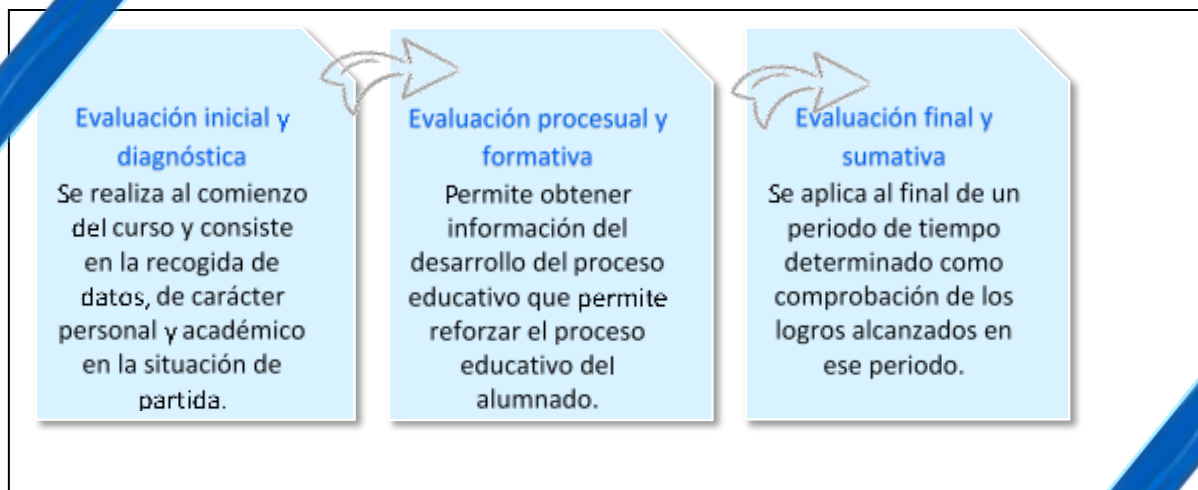 Evaluación inicial y
diagnóstica
Se realiza al comienzo
del curso y consiste
en la recogida de
datos, de carácter
personal y académico
en la situación de
partida.
Evaluación procesual y
formativa
Permite obtener
información del
desarrollo del proceso
educativo que permite
reforzar el proceso
educativo del
alumnado.
Evaluación final y
sumativa
Se aplica al final de un
periodo de tiempo
determinado como
comprobación de los
logros alcanzados en
ese periodo.